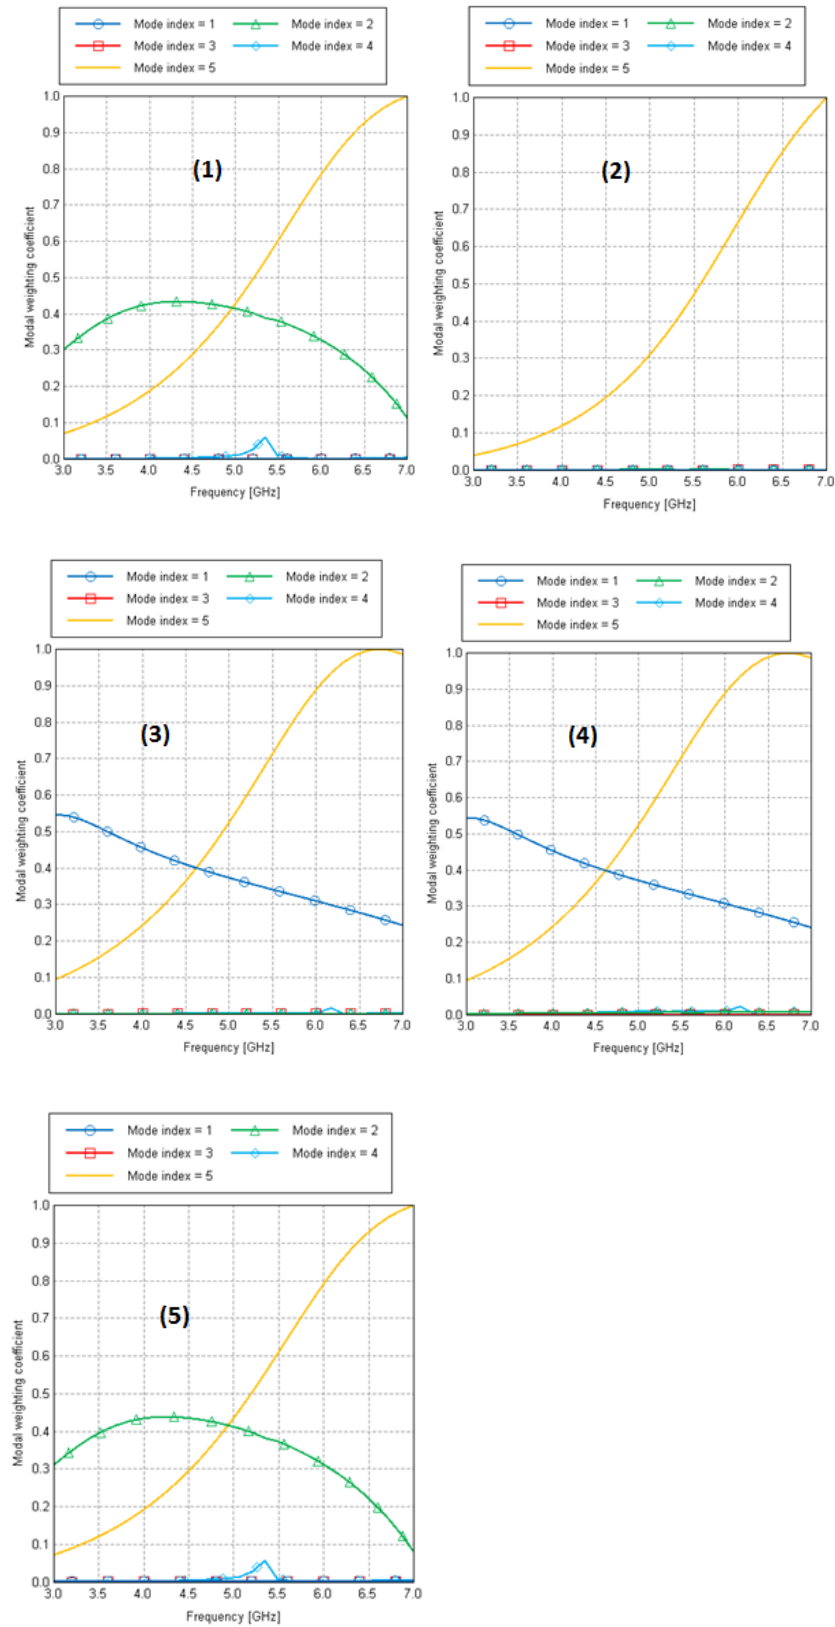 Mode index = 1 Mode index = 2
Mode index = 3 Mode index = 4
Mode index = 5
1.0
0.9
0.8
0.7
0.6
0.5
0.4
0.3
0.2
0.1
0.0
Modal weighting coefficient
(1)
3.0 3.5 4.0 4.5 5.0 5.5 6.0 6.5 7.0
Frequency [GHz]
Mode index = 1 Mode index = 2
Mode index = 3 Mode index = 4
Mode index = 5
1.0
0.9
0.8
0.7
0.6
0.5
0.4
0.3
0.2
0.1
0.0
Modal weighting coefficient
(2)
3.0 3.5 4.0 4.5 5.0 5.5 6.0 6.5 7.0
Frequency [GHz]
Mode index = 1 Mode index = 2
Mode index = 3 Mode index = 4
Mode index = 5
1.0
0.9
0.8
0.7
0.6
0.5
0.4
0.3
0.2
0.1
0.0
Modal weighting coefficient
(3)
3.0 3.5 4.0 4.5 5.0 5.5 6.0 6.5 7.0
Frequency [GHz]
Mode index = 1 Mode index = 2
Mode index = 3 Mode index = 4
Mode index = 5
1.0
0.9
0.8
0.7
0.6
0.5
0.4
0.3
0.2
0.1
0.0
Modal weighting coefficient
(4)
3.0 3.5 4.0 4.5 5.0 5.5 6.0 6.5 7.0
Frequency [GHz]
Mode index = 1 Mode index = 2
Mode index = 3 Mode index = 4
Mode index = 5
1.0
0.9
0.8
0.7
0.6
0.5
0.4
0.3
0.2
0.1
0.0
Modal weighting coefficient
(5)
3.0 3.5 4.0 4.5 5.0 5.5 6.0 6.5 7.0
Frequency [GHz]